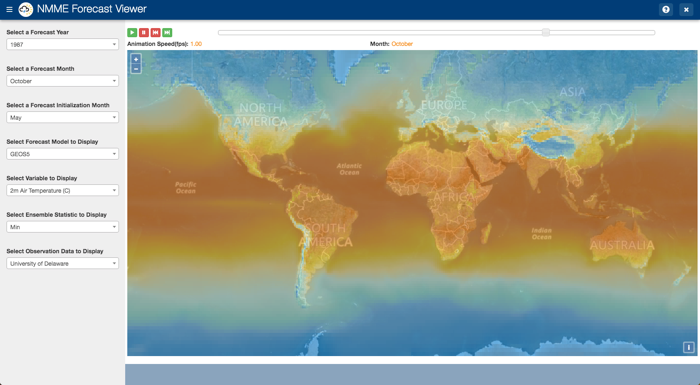 NMME Forecast Viewer
Select a Forecast Year
1987
Select a Forecast Month
October
Select a Forecast Initialization Month
May
Select Forecast Model to Display
GEOS5
Select Variable to Display
2m Air Temperature (C)
Select Ensemble Statistic to Display
Min
Select Observation Data to Display
University of Delaware
Animation Speed(fps): 1.00
Month: October
+
−
NORTH
AMERICA
EUROPE
ASIA
Atlantic
Ocean
Pacific
Ocean
AFRICA
SOUTH
AMERICA
Indian
Ocean
AUSTRALIA
i